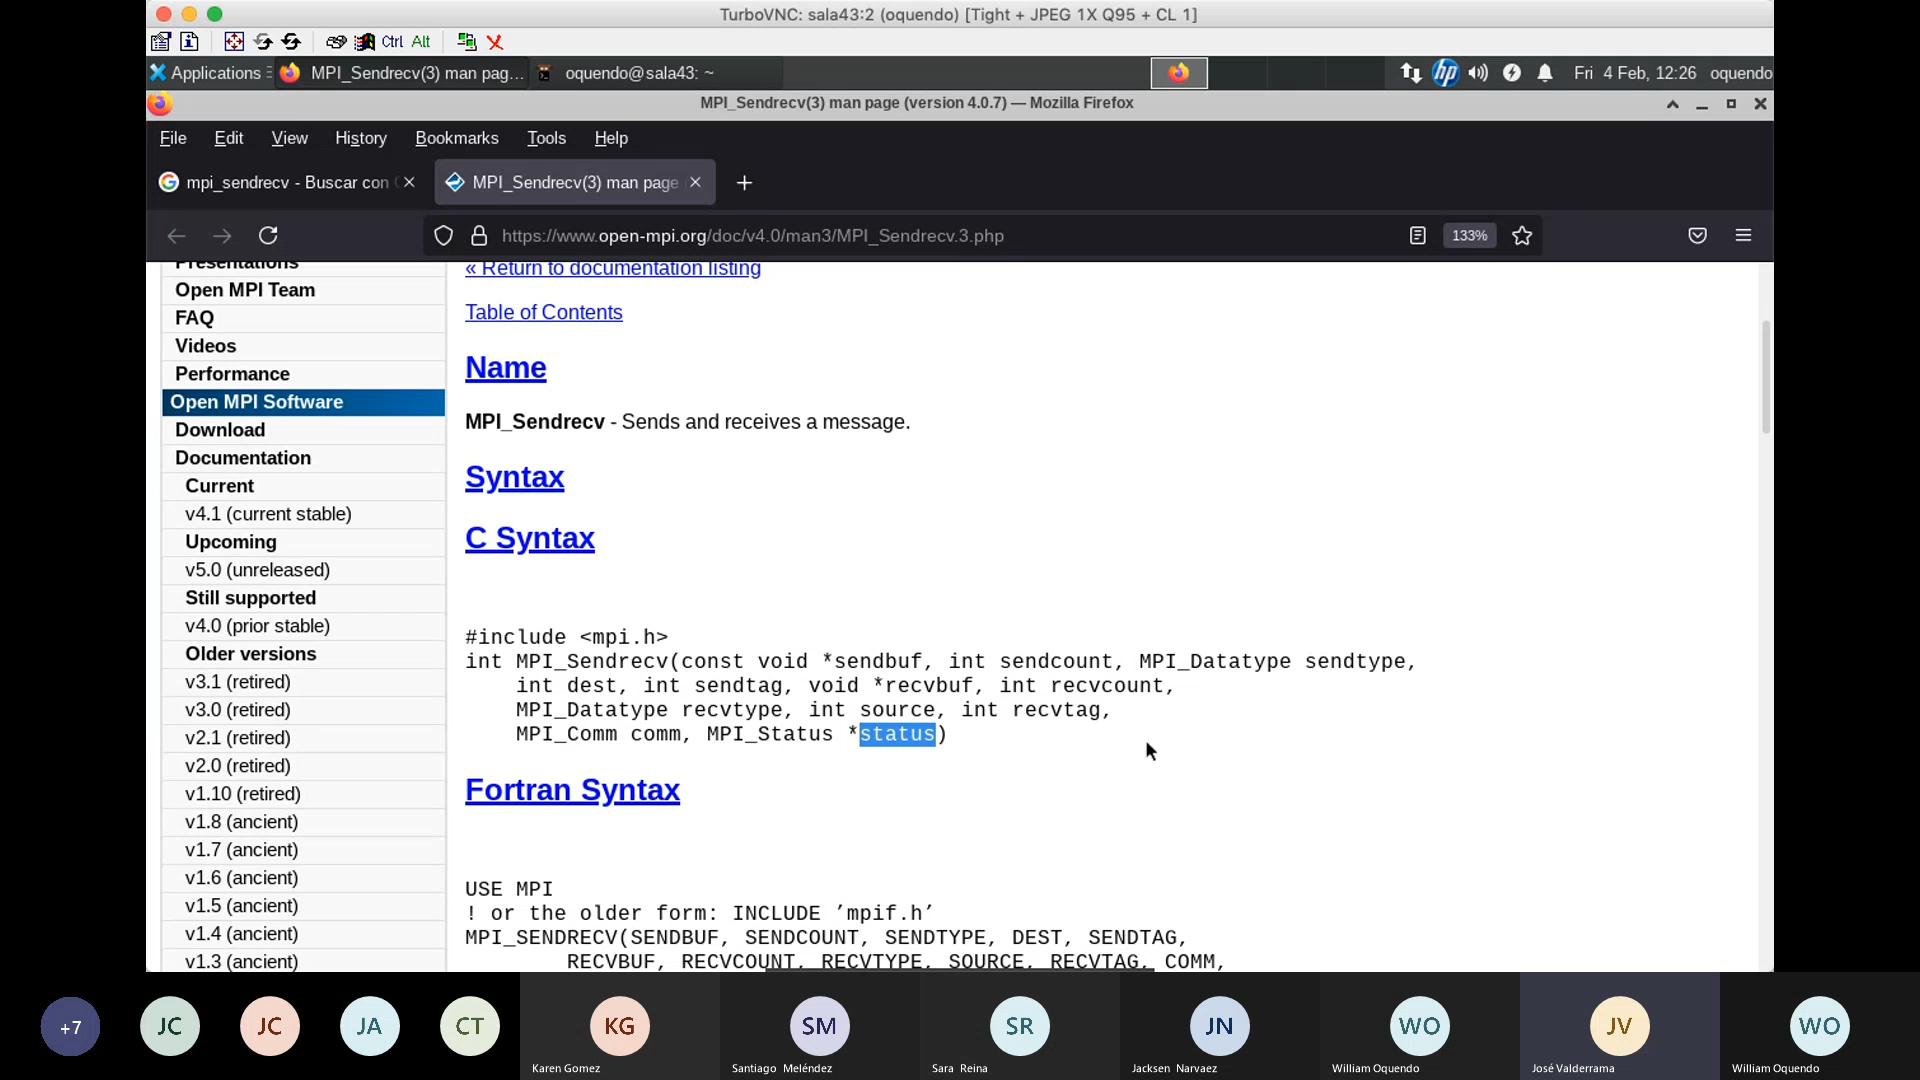 TurboVNC: sala43:2 (oquendo) [Tight + JPEG 1X Q95 + CL 1]
Ctrl Alt
Applications
MPI_Sendrecv(3) man pag...
oquendo@sala43: ~
Fri 4 Feb, 12:26 oquendo
MPI_Sendrecv(3) man page (version 4.0.7) — Mozilla Firefox
File Edit View History Bookmarks Tools Help
mpi_sendrecv - Buscar con
MPI_Sendrecv(3) man page
https://www.open-mpi.org/doc/v4.0/man3/MPI_Sendrecv.3.php
133%
Presentations
Open MPI Team
FAQ
Videos
Performance
Open MPI Software
Download
Documentation
Current
v4.1 (current stable)
Upcoming
v5.0 (unreleased)
Still supported
v4.0 (prior stable)
Older versions
v3.1 (retired)
v3.0 (retired)
v2.1 (retired)
v2.0 (retired)
v1.10 (retired)
v1.8 (ancient)
v1.7 (ancient)
v1.6 (ancient)
v1.5 (ancient)
v1.4 (ancient)
v1.3 (ancient)
« Return to documentation listing
Table of Contents
Name
MPI_Sendrecv - Sends and receives a message.
Syntax
C Syntax
#include <mpi.h>
int MPI_Sendrecv(const void *sendbuf, int sendcount, MPI_Datatype sendtype,
int dest, int sendtag, void *recvbuf, int recvcount,
MPI_Datatype recvtype, int source, int recvtag,
MPI_Comm comm, MPI_Status *status)
Fortran Syntax
USE MPI
! or the older form: INCLUDE ’mpif.h’
MPI_SENDRECV(SENDBUF, SENDCOUNT, SENDTYPE, DEST, SENDTAG,
RECVBUF, RECVCOUNT, RECVTYPE, SOURCE, RECVTAG, COMM,
+7
JC
JC
JA
CT
KG
SM
SR
JN
WO
JV
WO
Karen Gomez
Santiago Meléndez
Sara Reina
Jacksen Narvaez
William Oquendo
José Valderrama
William Oquendo